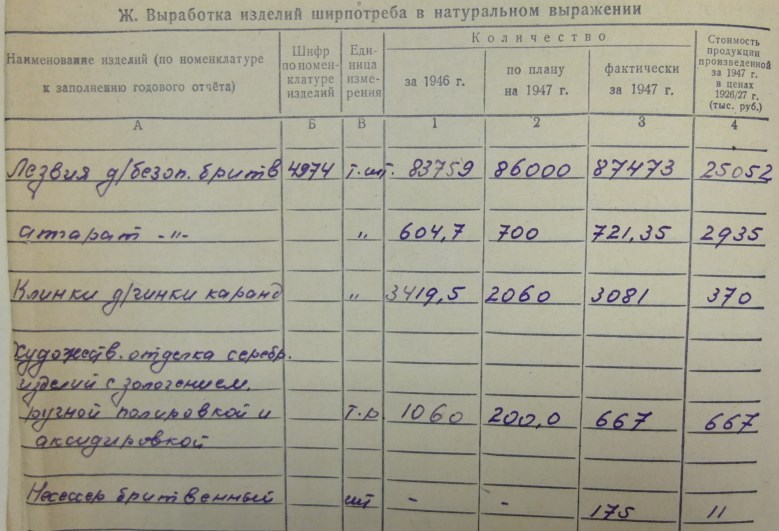 Ж. Выработка изделий ширпотреба в натуральном выражении
Наименование изделий (по номенклатуре к заполнению годового отчёта) Шифр по номенклатуре изделий Единица измерения Количество Стоимость продукции произведенной за 1947 г. в ценах 1926/27 г. (тыс. руб.)
за 1946 г. по плану на 1947 г. фактически за 1947 г.
А Б В 1 2 3 4
Лезвия д/безоп. бритв 4974 т.шт. 83759 86000 87473 25052
аппарат -"- " 604,7 700 721,35 2935
Клинки д/чинки каранд " 3419,5 2060 3081 370
Художеств. отделка серебр.
изделий с золочением,
ручной полировкой и т.р 1060 200,0 667 667
аксидировкой
Несессер бритвенный шт - - 175 11